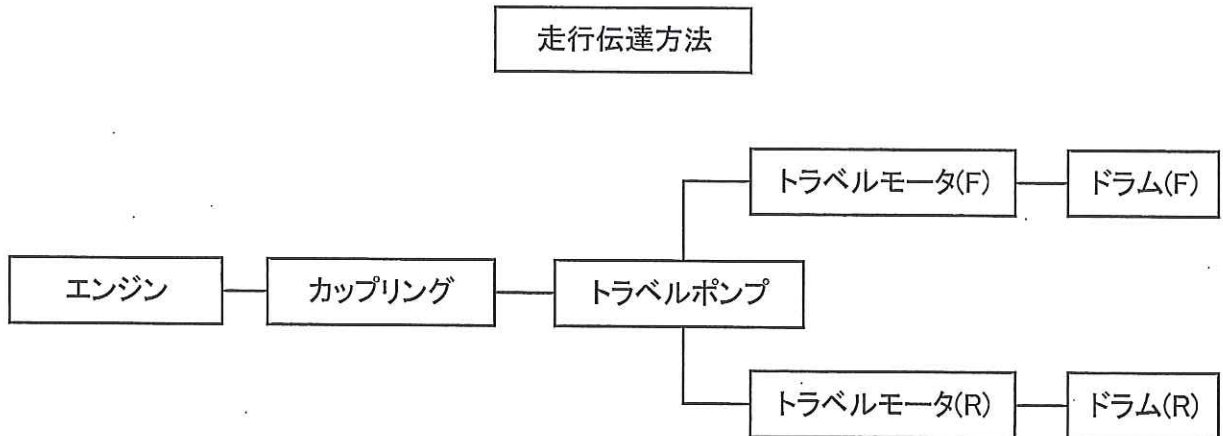 走行伝達方法
トラベルモータ(F)
ドラム(F)
エンジン
カップリング
トラベルポンプ
トラベルモータ(R)
ドラム(R)